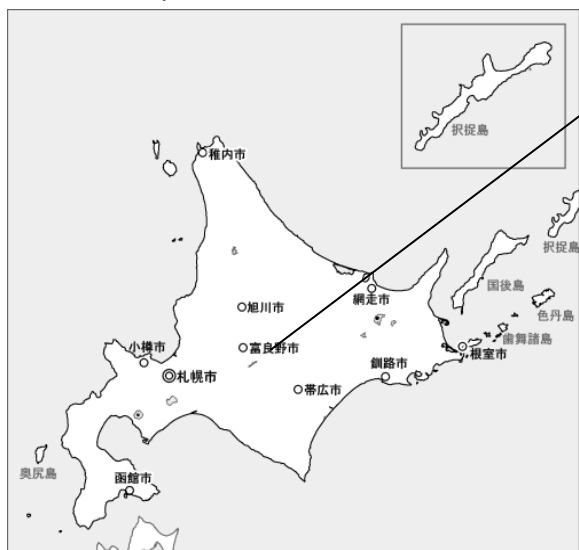 択捉島
稚内市
択捉島
国後島
網走市
色丹島
旭川市
歯舞諸島
小樽市
富良野市
根室市
釧路市
札幌市
帯広市
奥尻島
函館市